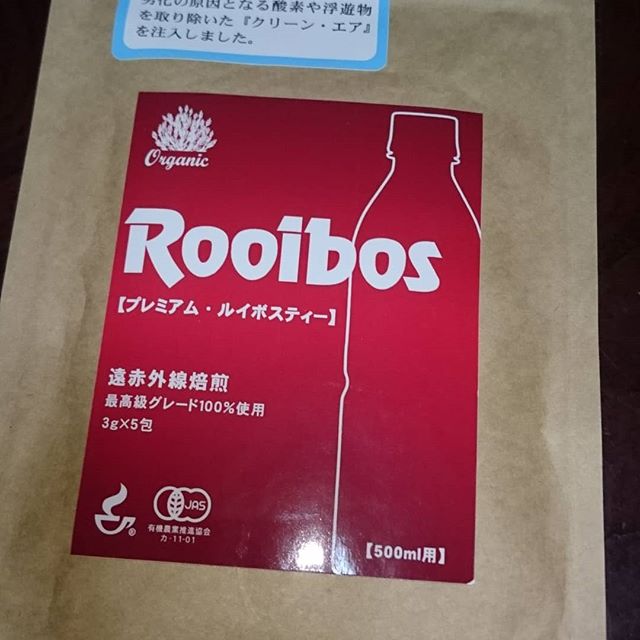 劣化の原因となる酸素や浮遊物
を取り除いた『クリーン・エア』
を注入しました。
Organic
Rooibos
【プレミアム・ルイボスティー】
遠赤外線焙煎
最高級グレード100%使用
3g×5包
JAS
有機農業推進協会
カ-11-01
【500ml用】